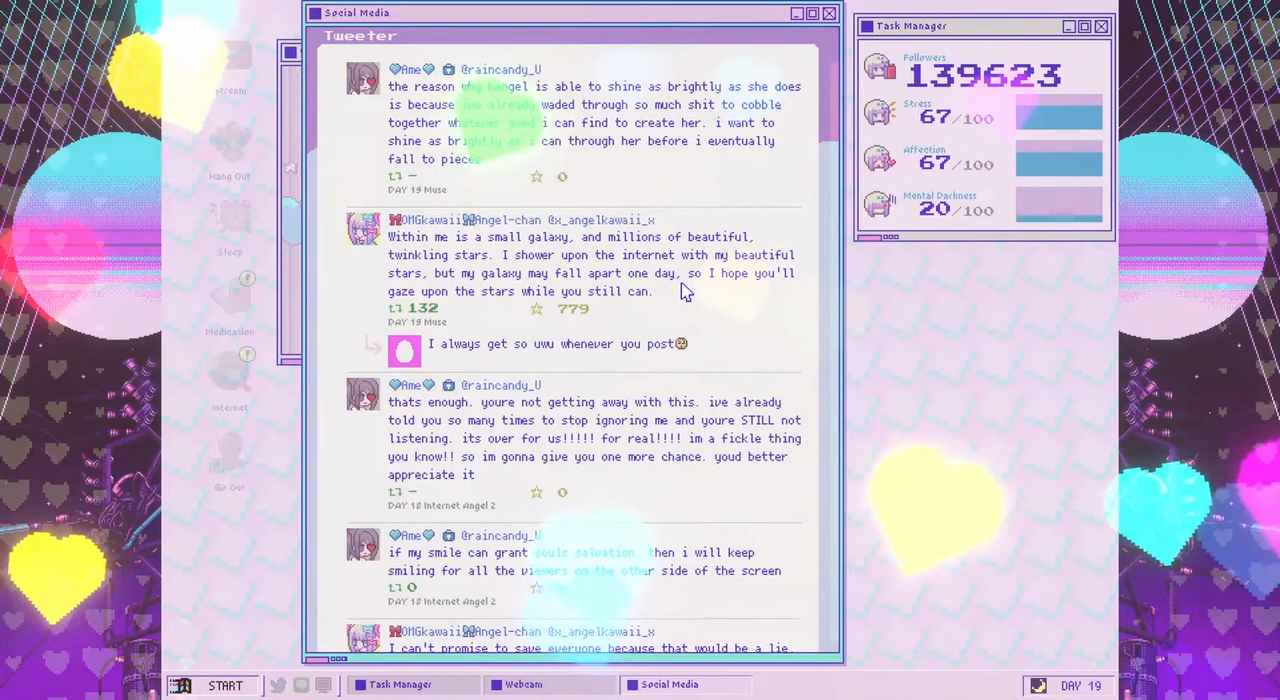 Social Media
Tweeter
Ame @raincandy_U
the reason why kangel is able to shine as brightly as she does
is because ive already waded through so much shit to cobble
together whatever good i can find to create her. i want to
shine as brightly as i can through her before i eventually
fall to pieces
—
0
DAY 19 Muse
OMGkawaiiAngel-chan @x_angelkawaii_x
Within me is a small galaxy, and millions of beautiful,
twinkling stars. I shower upon the internet with my beautiful
stars, but my galaxy may fall apart one day, so I hope you'll
gaze upon the stars while you still can.
132
779
DAY 19 Muse
I always get so uwu whenever you post🥺
Ame @raincandy_U
thats enough. youre not getting away with this. ive already
told you so many times to stop ignoring me and youre STILL not
listening. its over for us!!!!! for real!!!! im a fickle thing
you know!! so im gonna give you one more chance. youd better
appreciate it
—
0
DAY 18 Internet Angel 2
Ame @raincandy_U
if my smile can grant souls salvation, then i will keep
smiling for all the viewers on the other side of the screen
0
DAY 18 Internet Angel 2
OMGkawaiiAngel-chan @x_angelkawaii_x
I can't promise to save everyone because that would be a lie.
Task Manager
Followers
139623
Stress
67/100
Affection
67/100
Mental Darkness
20/100
Stream
Hang Out
Sleep
Medication
Internet
Go Out
START
Task Manager
Webcam
Social Media
DAY 19